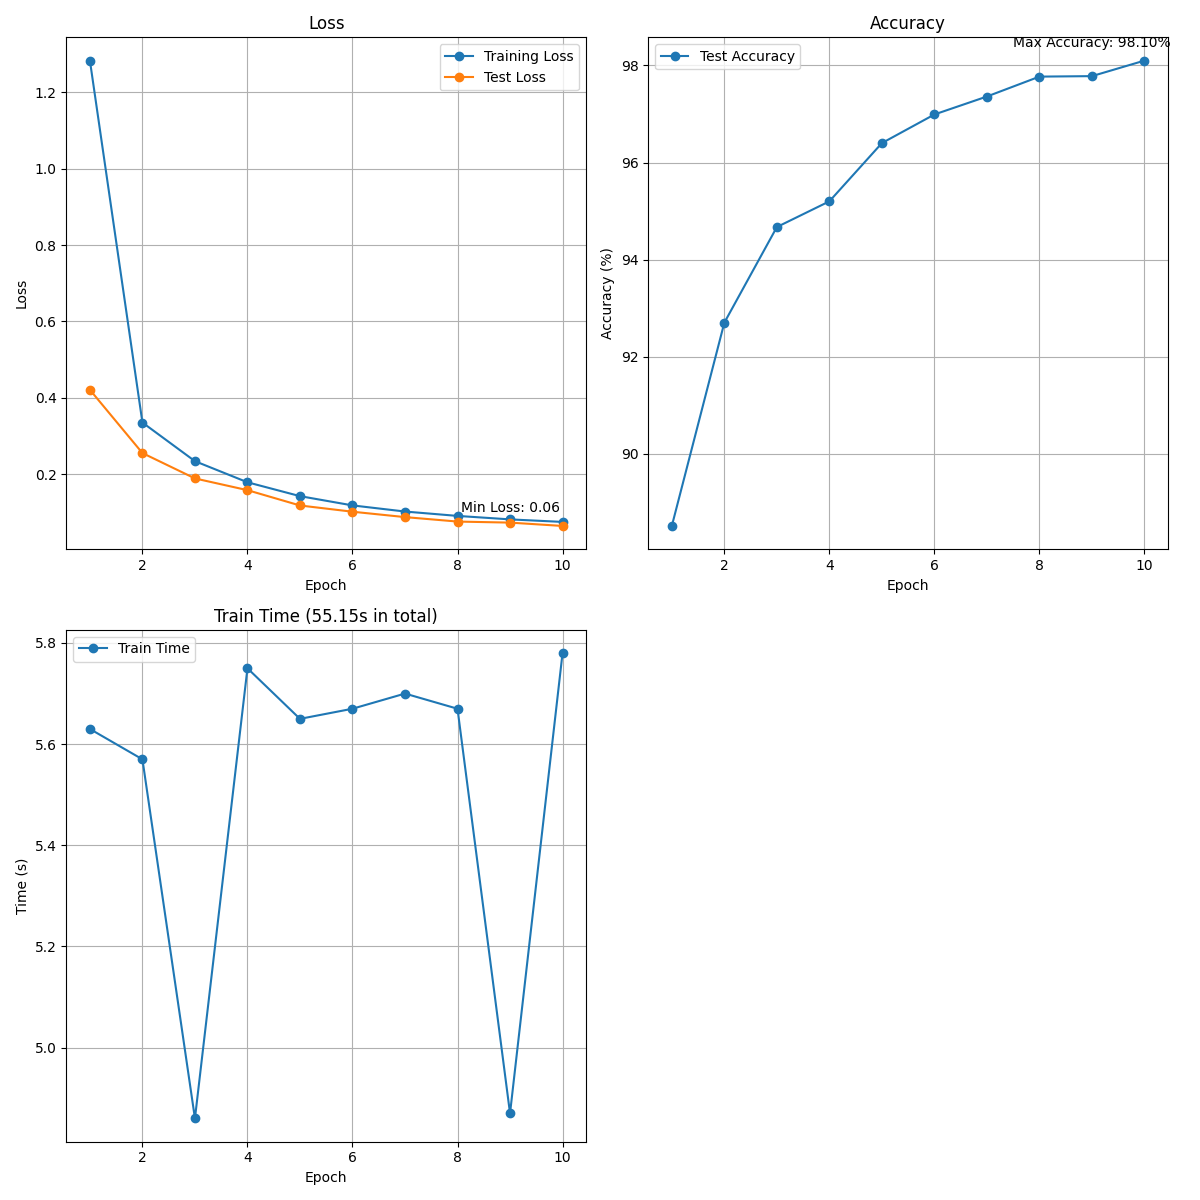 Loss
Training Loss
Test Loss
1.2
1.0
0.8
0.6
0.4
0.2
Loss
Min Loss: 0.06
2 4 6 8 10
Epoch
Accuracy
Max Accuracy: 98.10%
Test Accuracy
98
96
94
92
90
Accuracy (%)
2 4 6 8 10
Epoch
Train Time (55.15s in total)
Train Time
5.8
5.6
5.4
5.2
5.0
Time (s)
2 4 6 8 10
Epoch